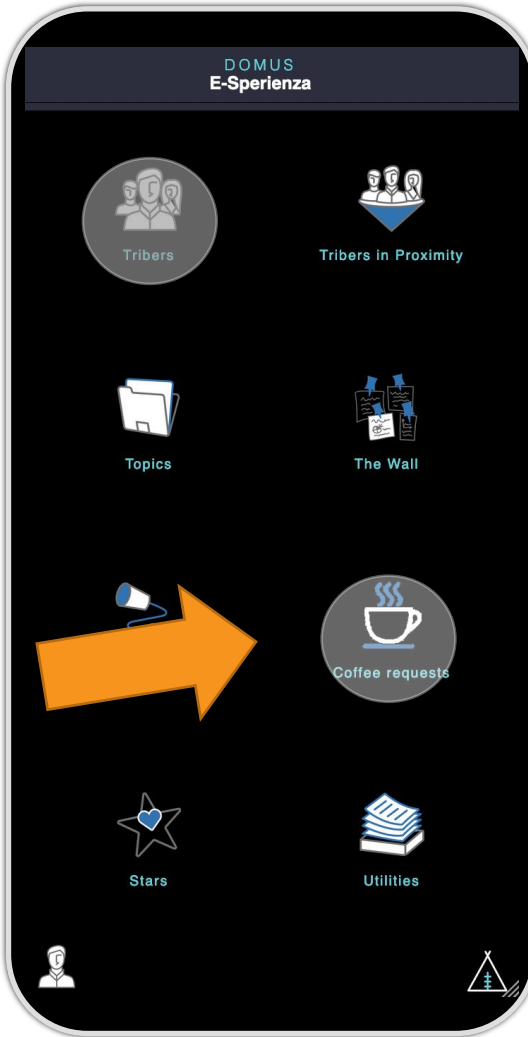 DOMUS
E-Sperienza
Tribers
Tribers in Proximity
Topics
The Wall
Coffee requests
Stars
Utilities